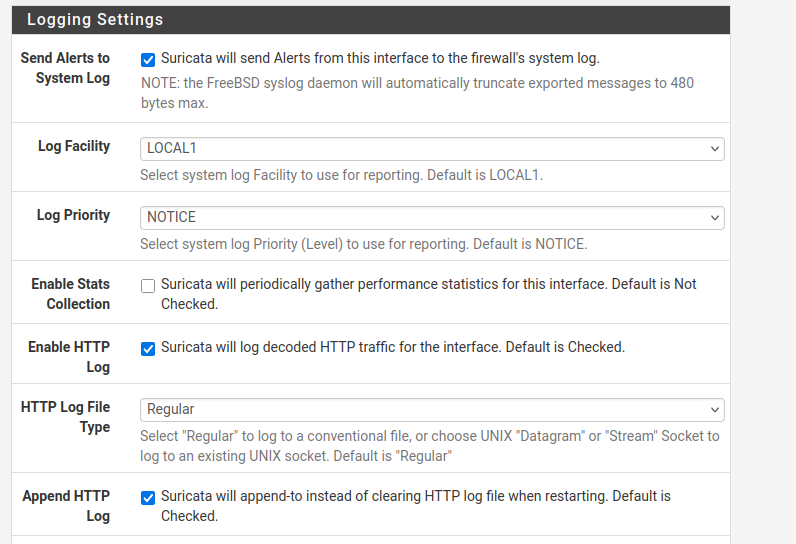 Logging Settings
Send Alerts to
System Log
Suricata will send Alerts from this interface to the firewall's system log.
NOTE: the FreeBSD syslog daemon will automatically truncate exported messages to 480
bytes max.
Log Facility
LOCAL1
Select system log Facility to use for reporting. Default is LOCAL1.
Log Priority
NOTICE
Select system log Priority (Level) to use for reporting. Default is NOTICE.
Enable Stats
Collection
Suricata will periodically gather performance statistics for this interface. Default is Not
Checked.
Enable HTTP
Log
Suricata will log decoded HTTP traffic for the interface. Default is Checked.
HTTP Log File
Type
Regular
Select "Regular" to log to a conventional file, or choose UNIX "Datagram" or "Stream" Socket to
log to an existing UNIX socket. Default is "Regular"
Append HTTP
Log
Suricata will append-to instead of clearing HTTP log file when restarting. Default is
Checked.